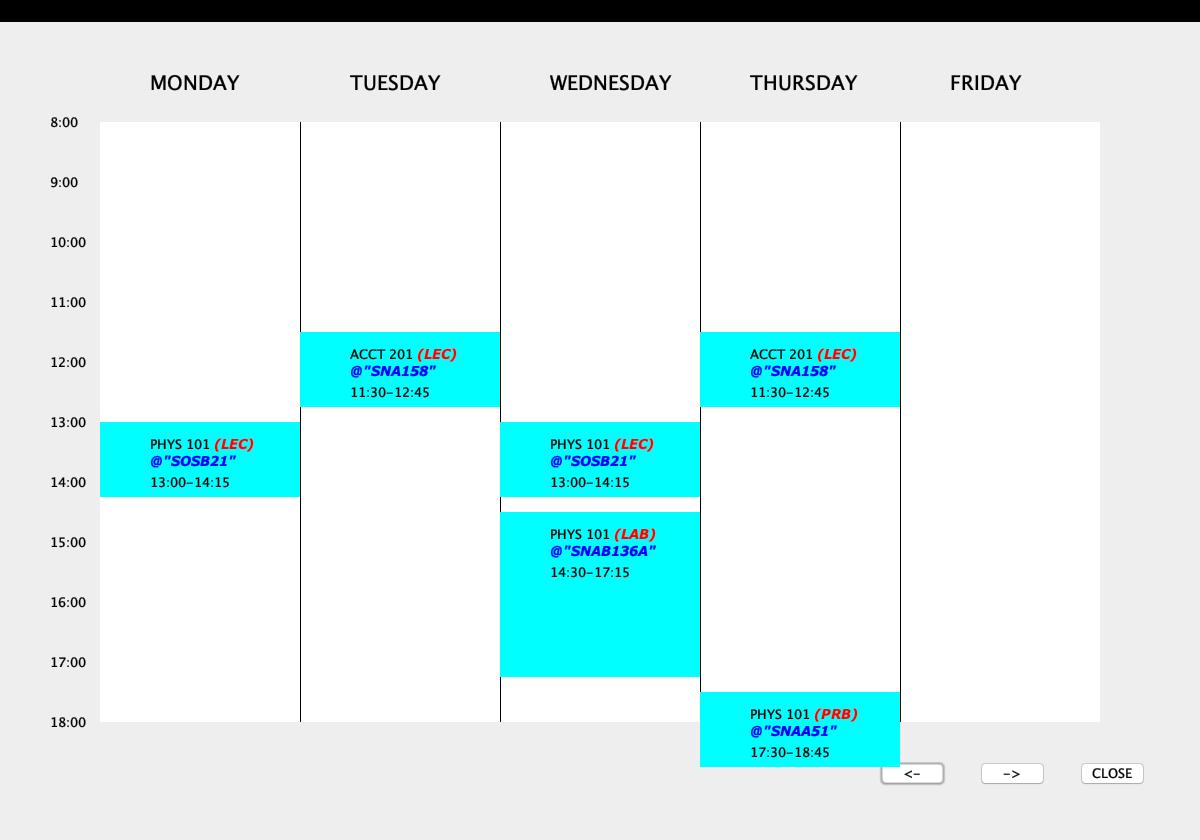 MONDAY TUESDAY WEDNESDAY THURSDAY FRIDAY
8:00
9:00
10:00
11:00
12:00
13:00
14:00
15:00
16:00
17:00
18:00
PHYS 101 (LEC)
@"SOSB21"
13:00-14:15
ACCT 201 (LEC)
@"SNA158"
11:30-12:45
PHYS 101 (LEC)
@"SOSB21"
13:00-14:15
PHYS 101 (LAB)
@"SNAB136A"
14:30-17:15
ACCT 201 (LEC)
@"SNA158"
11:30-12:45
PHYS 101 (PRB)
@"SNAA51"
17:30-18:45
<- -> CLOSE